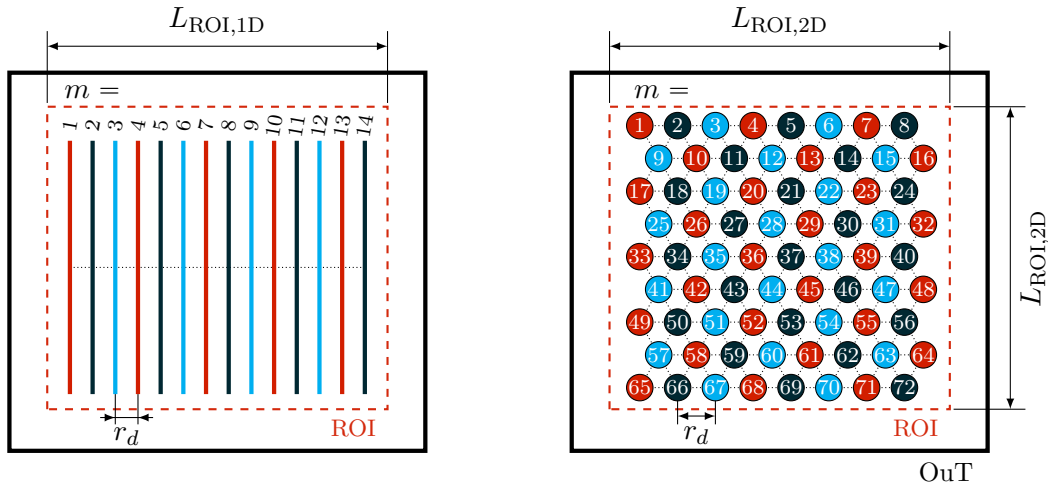 L_ROI,1D
m =
1 2 3 4 5 6 7 8 9 10 11 12 13 14
r_d
ROI
L_ROI,2D
m =
1 2 3 4 5 6 7 8
9 10 11 12 13 14 15 16
17 18 19 20 21 22 23 24
25 26 27 28 29 30 31 32
33 34 35 36 37 38 39 40
41 42 43 44 45 46 47 48
49 50 51 52 53 54 55 56
57 58 59 60 61 62 63 64
65 66 67 68 69 70 71 72
r_d
ROI
L_ROI,2D
OuT